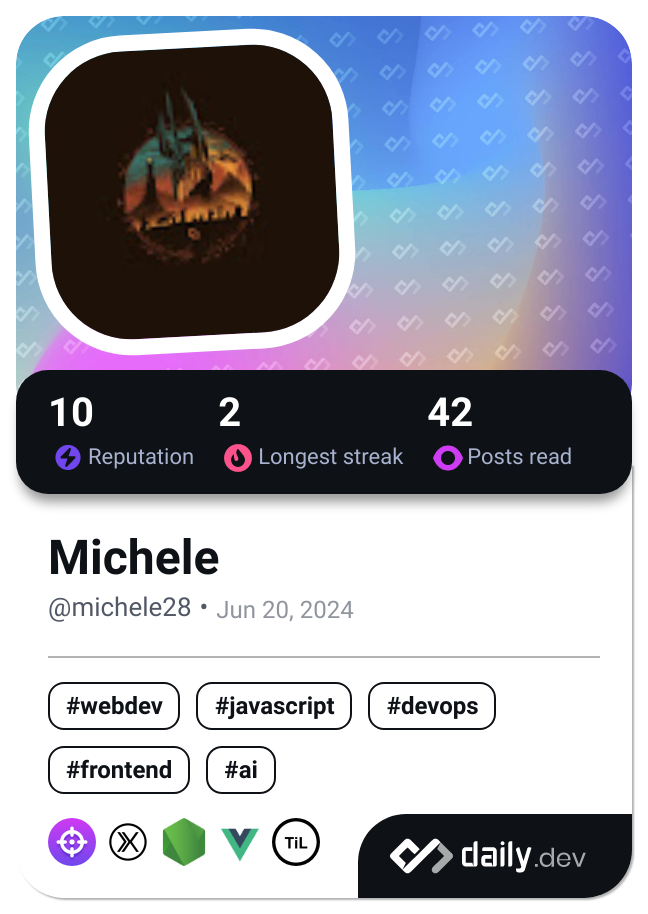 10 2 42
Reputation Longest streak Posts read
Michele
@michele28 • Jun 20, 2024
#webdev #javascript #devops
#frontend #ai
TiL
daily.dev